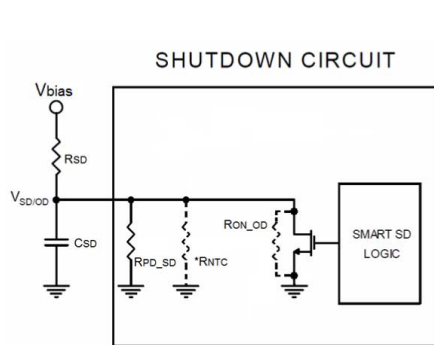 SHUTDOWN CIRCUIT
Vbias
RSD
VSD/OD
CSD
RPD_SD
*RNTC
RON_OD
SMART SD
LOGIC